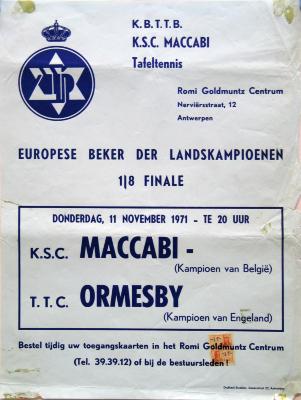 K.B.T.T.B.
K.S.C. MACCABI
Tafeltennis
Romi Goldmuntz Centrum
Nerviërsstraat, 12
Antwerpen
EUROPESE BEKER DER LANDSKAMPIOENEN
1|8 FINALE
DONDERDAG, 11 NOVEMBER 1971 - TE 20 UUR
K.S.C. MACCABI -
(Kampioen van België)
T.T.C. ORMESBY
(Kampioen van Engeland)
Bestel tijdig uw toegangskaarten in het Romi Goldmuntz Centrum
(Tel. 39.39.12) of bij de bestuursleden!